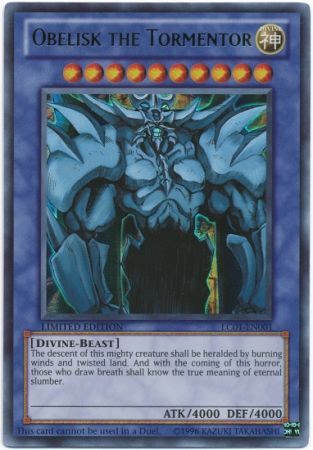 OBELISK THE TORMENTOR
DIVINE
神
LIMITED EDITION
LC01-EN001
[DIVINE-BEAST]
The descent of this mighty creature shall be heralded by burning
winds and twisted land. And with the coming of this horror,
those who draw breath shall know the true meaning of eternal
slumber.
ATK/4000 DEF/4000
This card cannot be used in a Duel.
©1996 KAZUKI TAKAHASHI